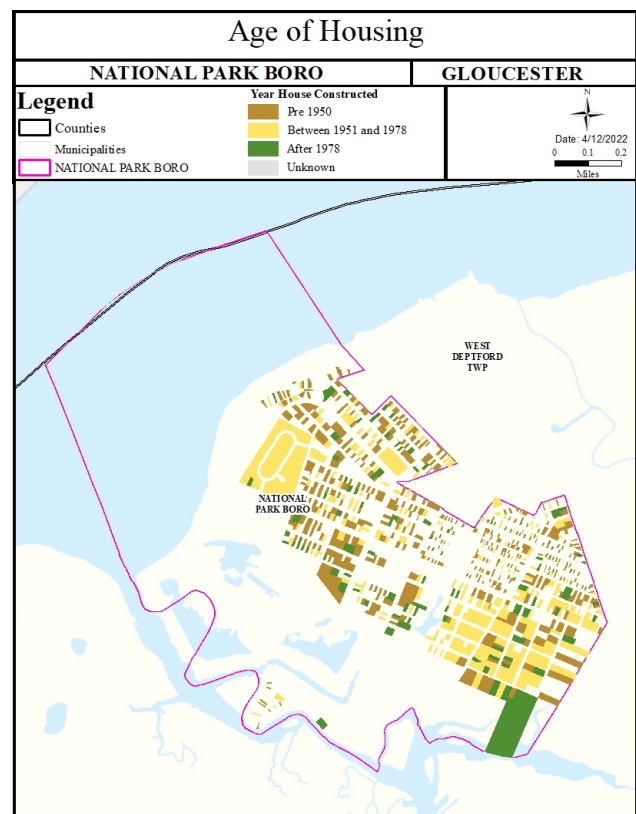 Age of Housing
NATIONAL PARK BORO
GLOUCESTER
Legend
Counties
Municipalities
NATIONAL PARK BORO
Year House Constructed
Pre 1950
Between 1951 and 1978
After 1978
Unknown
N
Date: 4/12/2022
0 0.1 0.2
Miles
WEST
DEPTFORD
TWP
NATIONAL
PARK BORO